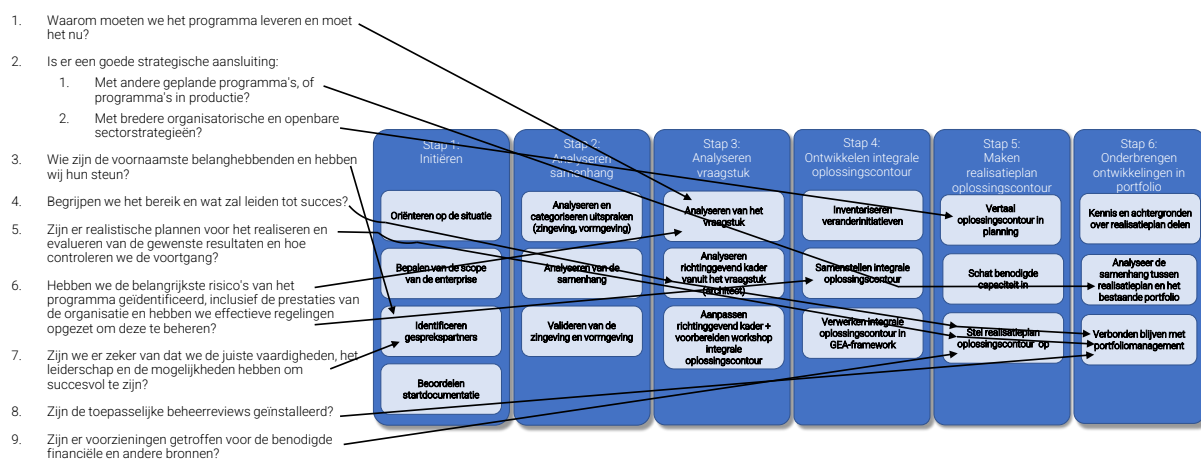 1. Waarom moeten we het programma leveren en moet
het nu?
2. Is er een goede strategische aansluiting:
1. Met andere geplande programma's, of
programma's in productie?
2. Met bredere organisatorische en openbare
sectorstrategieën?
3. Wie zijn de voornaamste belanghebbenden en hebben
wij hun steun?
4. Begrijpen we het bereik en wat zal leiden tot succes?
5. Zijn er realistische plannen voor het realiseren en
evalueren van de gewenste resultaten en hoe
controleren we de voortgang?
6. Hebben we de belangrijkste risico's van het
programma geïdentificeerd, inclusief de prestaties van
de organisatie en hebben we effectieve regelingen
opgezet om deze te beheren?
7. Zijn we er zeker van dat we de juiste vaardigheden, het
leiderschap en de mogelijkheden hebben om
succesvol te zijn?
8. Zijn de toepasselijke beheerreviews geïnstalleerd?
9. Zijn er voorzieningen getroffen voor de benodigde
financiële en andere bronnen?
Stap 1:
Initiëren
Oriënteren op de situatie
Bepalen van de scope
van de enterprise
Identificeren
gesprekspartners
Beoordelen
startdocumentatie
Stap 2:
Analyseren
samenhang
Analyseren en
categoriseren uitspraken
(zingeving, vormgeving)
Analyseren van de
samenhang
Valideren van de
zingeving en vormgeving
Stap 3:
Analyseren
vraagstuk
Analyseren van het
vraagstuk
Analyseren
richtinggevend kader
vanuit het vraagstuk
(architect)
Aanpassen
richtinggevend kader +
voorbereiden workshop
integrale
oplossingscontour
Stap 4:
Ontwikkelen integrale
oplossingscontour
Inventariseren
veranderinitiatieven
Samenstellen integrale
oplossingscontour
Verwerken integrale
oplossingscontour in
GEA-framework
Stap 5:
Maken
realisatieplan
oplossingscontour
Vertaal
oplossingscontour in
planning
Schat benodigde
capaciteit in
Stel realisatieplan
oplossingscontour op
Stap 6:
Onderbrengen
ontwikkelingen in
portfolio
Kennis en achtergronden
over realisatieplan delen
Analyseer de
samenhang tussen
realisatieplan en het
bestaande portfolio
Verbonden blijven met
portfoliomanagement